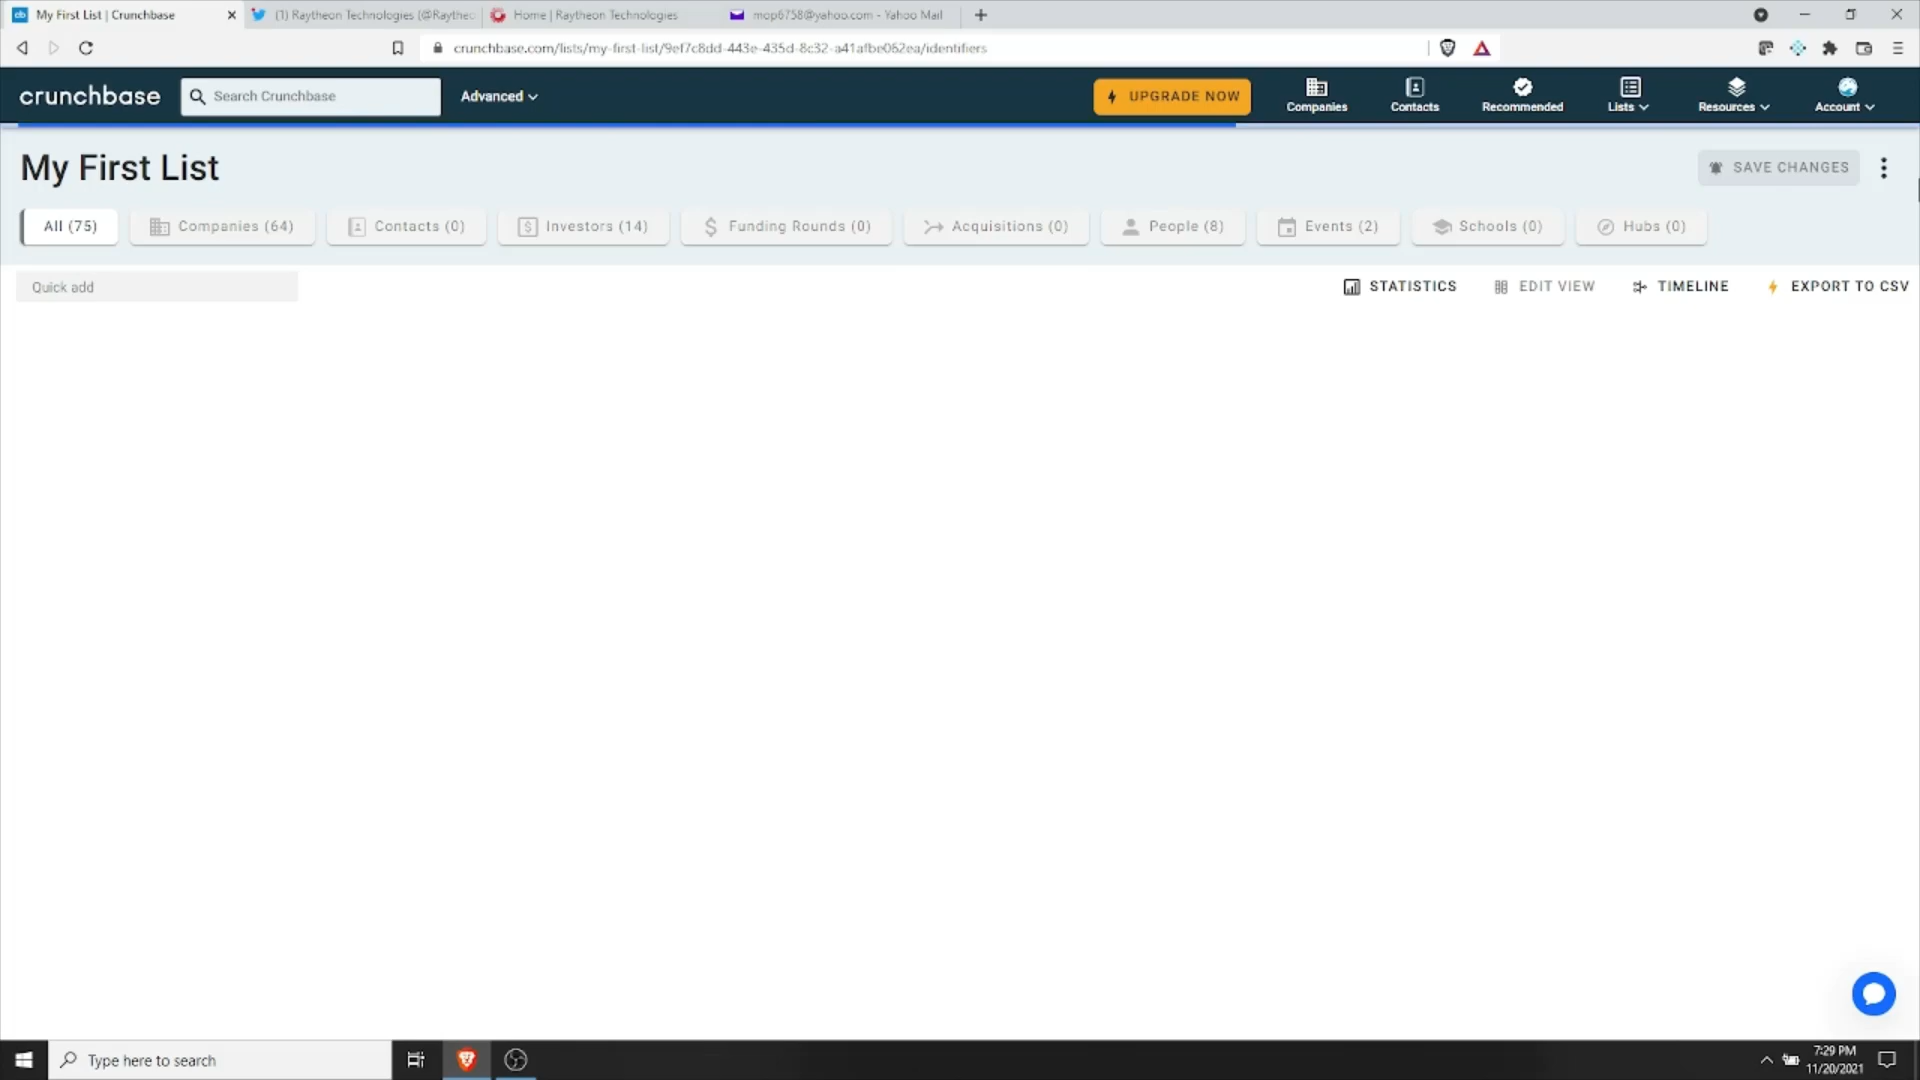 My First List | Crunchbase
(1) Raytheon Technologies (@Raythec
Home | Raytheon Technologies
mop6758@yahoo.com - Yahoo Mail
crunchbase.com/lists/my-first-list/9ef7c8dd-443e-435d-8c32-a41afbe062ea/identifiers
crunchbase
Search Crunchbase
Advanced
UPGRADE NOW
Companies
Contacts
Recommended
Lists
Resources
Account
My First List
SAVE CHANGES
All (75)
Companies (64)
Contacts (0)
Investors (14)
Funding Rounds (0)
Acquisitions (0)
People (8)
Events (2)
Schools (0)
Hubs (0)
Quick add
STATISTICS
EDIT VIEW
TIMELINE
EXPORT TO CSV
Type here to search
7:29 PM
11/20/2021